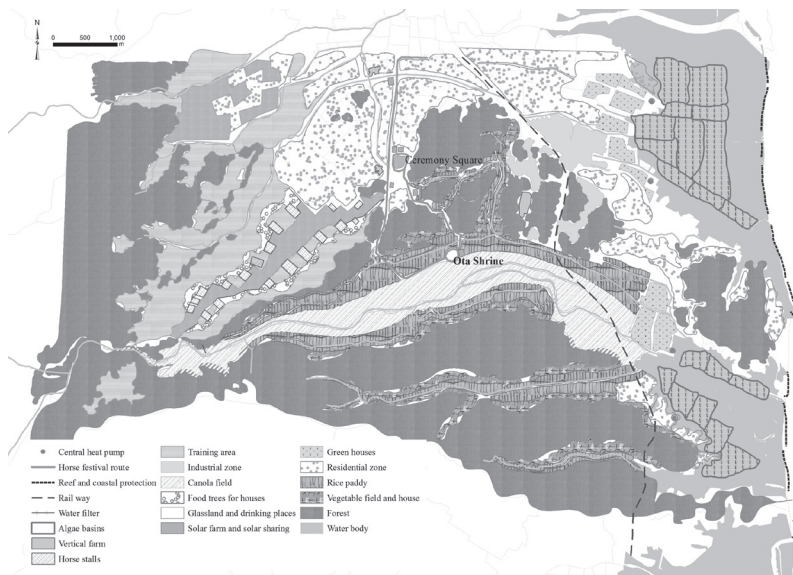 N
0 500 1,000
m
Ceremony Square
Ota Shrine
Central heat pump
Horse festival route
Reef and coastal protection
Rail way
Water filter
Algae basins
Vertical farm
Horse stalls
Training area
Industrial zone
Canola field
Food trees for houses
Glassland and drinking places
Solar farm and solar sharing
Green houses
Residential zone
Rice paddy
Vegetable field and house
Forest
Water body